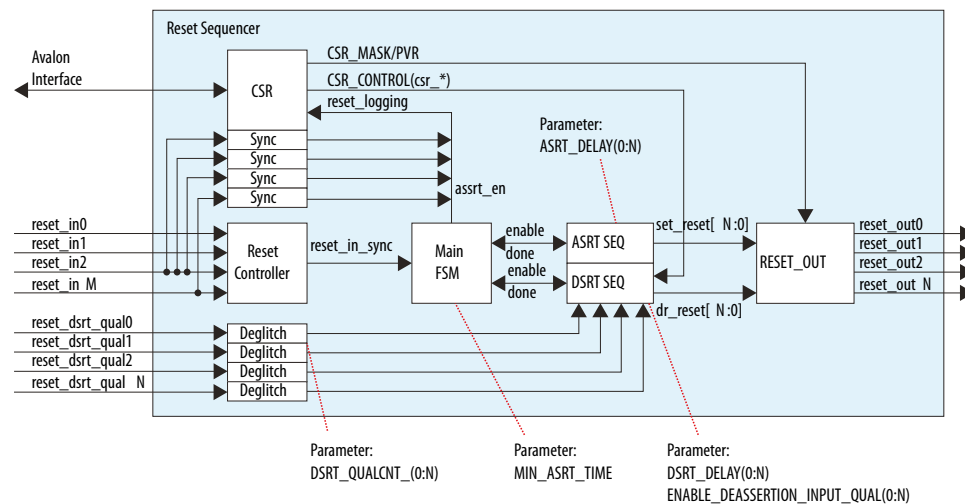 Reset Sequencer
Avalon
Interface
CSR
CSR_MASK/PVR
CSR_CONTROL(csr_*)
reset_logging
Sync
Sync
Sync
Sync
assrt_en
Parameter:
ASRT_DELAY(0:N)
reset_in0
reset_in1
reset_in2
reset_in M
Reset
Controller
reset_in_sync
Main
FSM
enable
done
enable
done
ASRT SEQ
DSRT SEQ
set_reset[ N :0]
dr_reset[ N :0]
RESET_OUT
reset_out0
reset_out1
reset_out2
reset_out N
reset_dsrt_qual0
reset_dsrt_qual1
reset_dsrt_qual2
reset_dsrt_qual N
Deglitch
Deglitch
Deglitch
Deglitch
Parameter:
DSRT_QUALCNT_(0:N)
Parameter:
MIN_ASRT_TIME
Parameter:
DSRT_DELAY(0:N)
ENABLE_DEASSERTION_INPUT_QUAL(0:N)